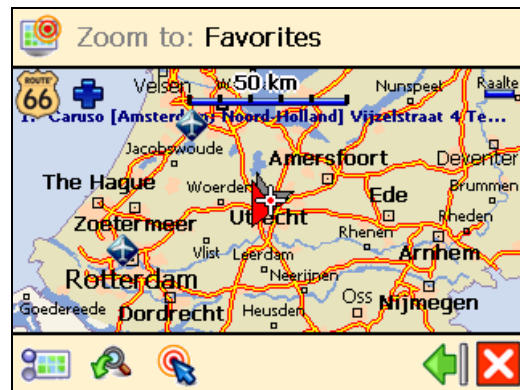 Zoom to: Favorites
ROUTE
66
Velsen
50 km
Nunspeet
Raalte
Caruso [Amsterdam, Noord-Holland] Vijzelstraat 4 Te...
Jacobswoude
Amersfoort
Deventer
The Hague
Woerden
Ede
Brummen
Zoetermeer
Utrecht
Rhenen
Rheden
Vlist
Leerdam
Arnhem
Rotterdam
Neerijnen
Goedereede
Dordrecht
Heusden
Oss
Nijmegen